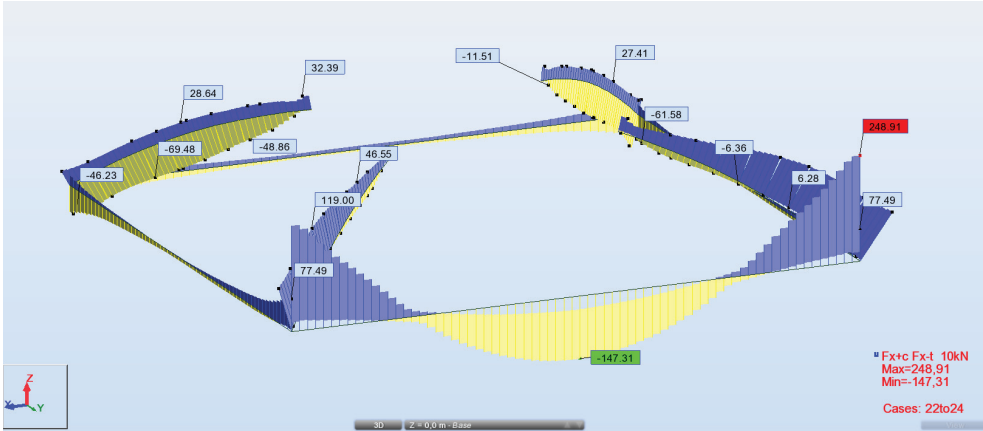 32.39
-11.51
27.41
28.64
-61.58
248.91
-69.48
-48.86
46.55
-6.36
-46.23
6.28
119.00
77.49
77.49
-147.31
Fx+c Fx-t 10kN
Max=248,91
Min=-147,31
Cases: 22to24
Z
X
Y
3D
Z = 0,0 m - Base